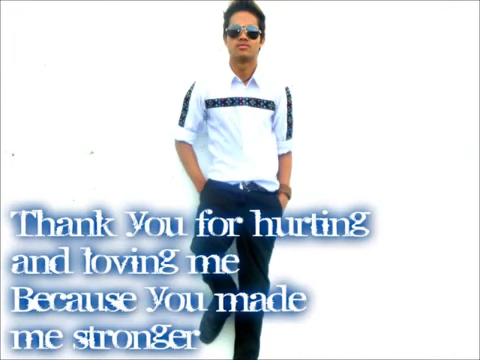 Thank You for hurting
and loving me
Because You made
me stronger